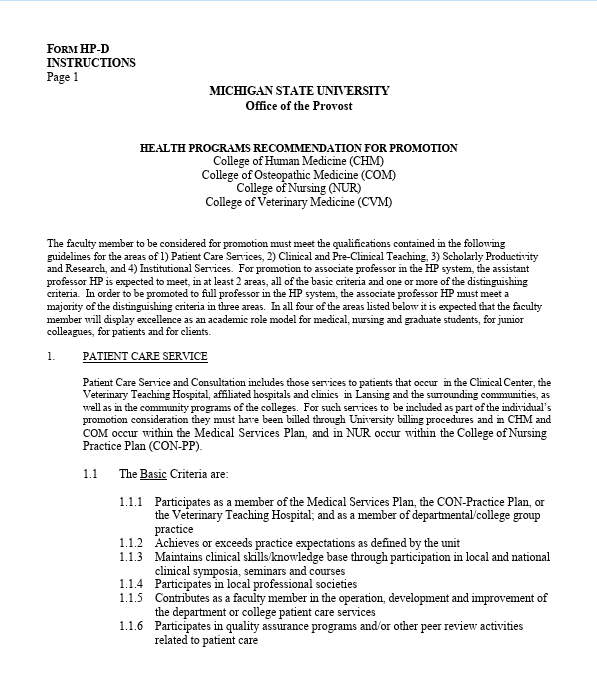 FORM HP-D
INSTRUCTIONS
Page 1
MICHIGAN STATE UNIVERSITY
Office of the Provost
HEALTH PROGRAMS RECOMMENDATION FOR PROMOTION
College of Human Medicine (CHM)
College of Osteopathic Medicine (COM)
College of Nursing (NUR)
College of Veterinary Medicine (CVM)
The faculty member to be considered for promotion must meet the qualifications contained in the following
guidelines for the areas of 1) Patient Care Services, 2) Clinical and Pre-Clinical Teaching, 3) Scholarly Productivity
and Research, and 4) Institutional Services.  For promotion to associate professor in the HP system, the assistant
professor HP is expected to meet, in at least 2 areas, all of the basic criteria and one or more of the distinguishing
criteria.  In order to be promoted to full professor in the HP system, the associate professor HP must meet a
majority of the distinguishing criteria in three areas.  In all four of the areas listed below it is expected that the faculty
member will display excellence as an academic role model for medical, nursing and graduate students, for junior
colleagues, for patients and for clients.
1. PATIENT CARE SERVICE
Patient Care Service and Consultation includes those services to patients that occur in the Clinical Center, the
Veterinary Teaching Hospital, affiliated hospitals and clinics in Lansing and the surrounding communities, as
well as in the community programs of the colleges.  For such services to be included as part of the individual's
promotion consideration they must have been billed through University billing procedures and in CHM and
COM occur within the Medical Services Plan, and in NUR occur within the College of Nursing
Practice Plan (CON-PP).
1.1 The Basic Criteria are:
1.1.1 Participates as a member of the Medical Services Plan, the CON-Practice Plan, or
the Veterinary Teaching Hospital; and as a member of departmental/college group
practice
1.1.2 Achieves or exceeds practice expectations as defined by the unit
1.1.3 Maintains clinical skills/knowledge base through participation in local and national
clinical symposia, seminars and courses
1.1.4 Participates in local professional societies
1.1.5 Contributes as a faculty member in the operation, development and improvement of
the department or college patient care services
1.1.6 Participates in quality assurance programs and/or other peer review activities
related to patient care